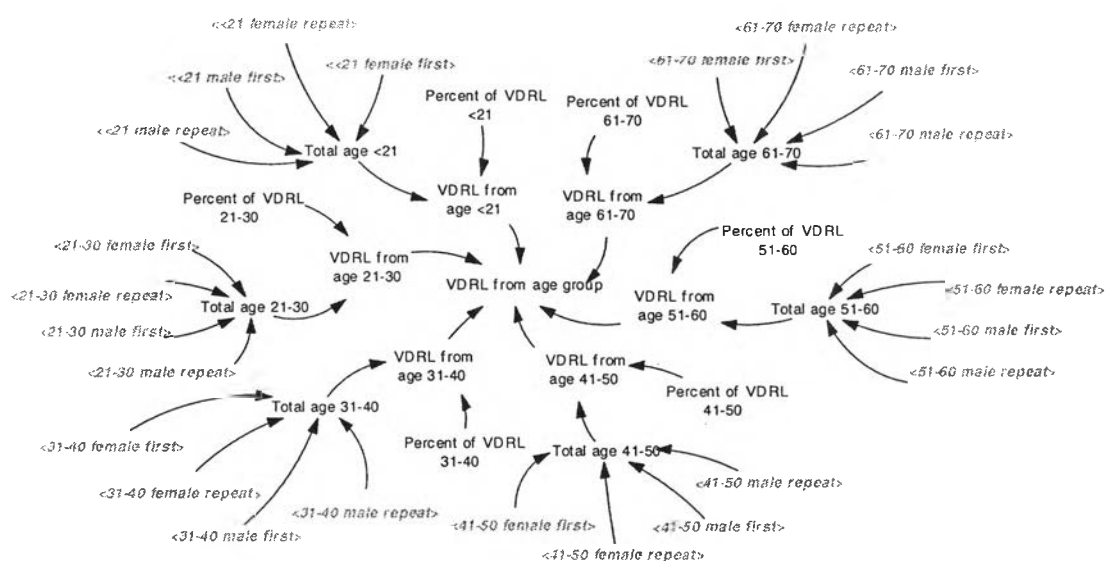 <<21 female repeat>
<61-70 female repeat>
<<21 male first>
<<21 female first>
<61-70 female first>
<61-70 male first>
Percent of VDRL
<21
Percent of VDRL
61-70
<<21 male repeat>
<61-70 male repeat>
Total age <21
Total age 61-70
Percent of VDRL
21-30
VDRL from
age <21
VDRL from
age 61-70
Percent of VDRL
51-60
<21-30 female first>
<51-60 female first>
VDRL from
age 21-30
VDRL from age group
<21-30 female repeat>
Total age 21-30
VDRL from
age 51-60
Total age 51-60
<51-60 female repeat>
<21-30 male first>
<51-60 male first>
<21-30 male repeat>
VDRL from
age 31-40
VDRL from
age 41-50
<51-60 male repeat>
Total age 31-40
Percent of VDRL
41-50
<31-40 female first>
Percent of VDRL
31-40
Total age 41-50
<31-40 female repeat>
<41-50 male repeat>
<31-40 male repeat>
<31-40 male first>
<41-50 female first>
<41-50 male first>
<41-50 female repeat>